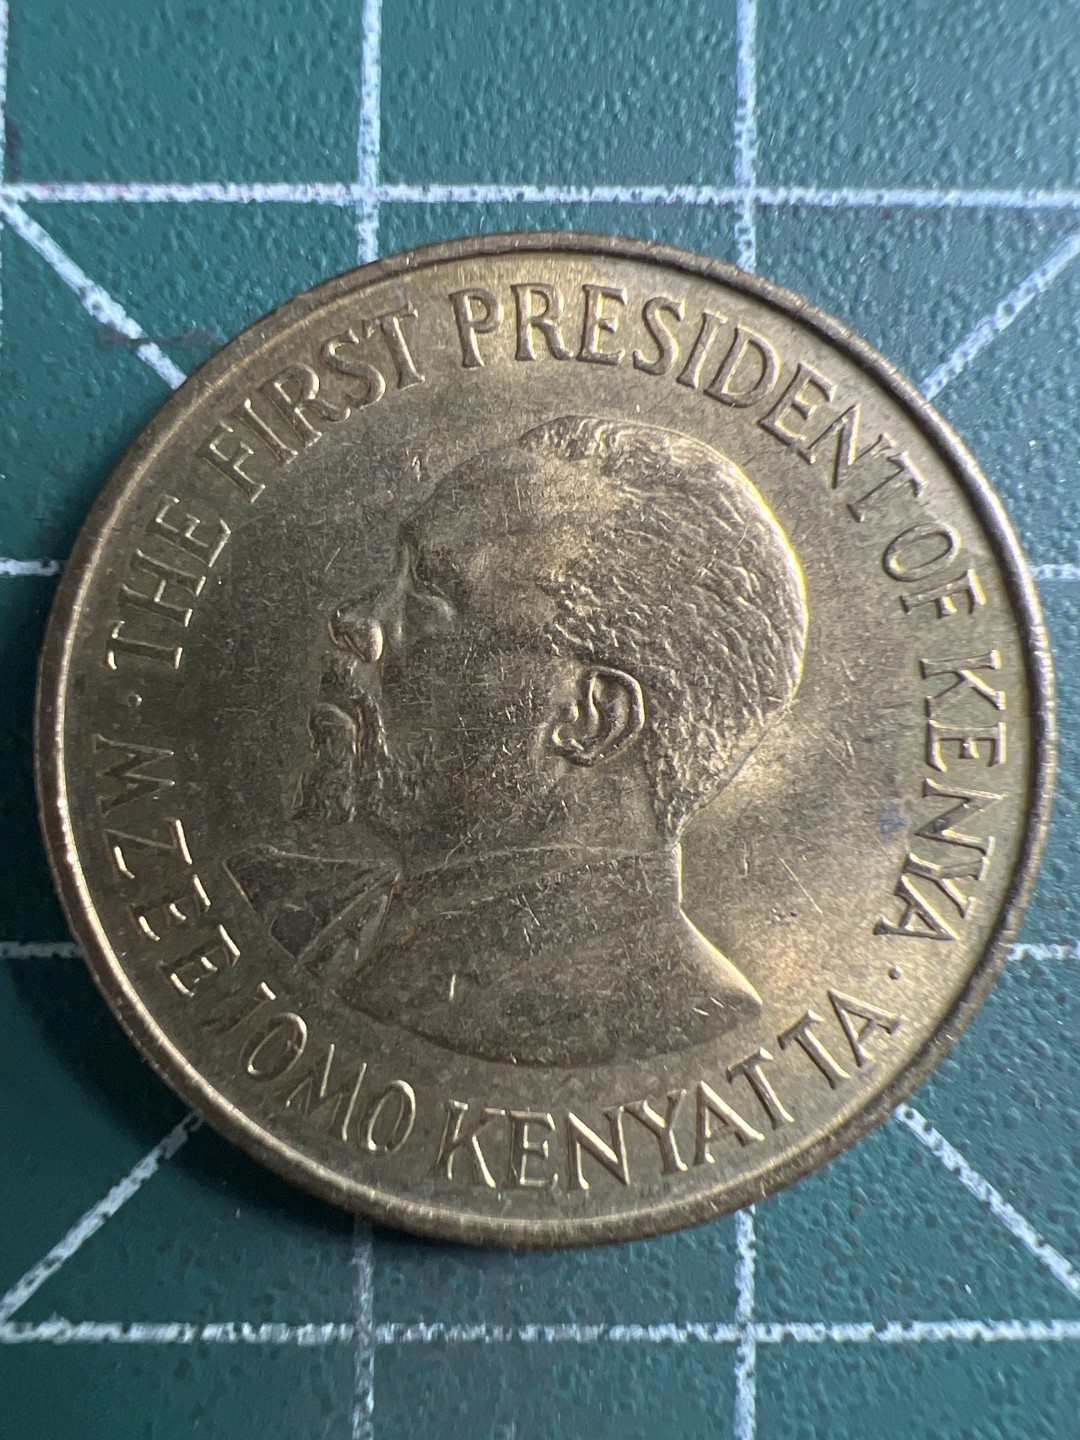 · THE FIRST PRESIDENT OF KENYA ·
MZEE JOMO KENYATTA